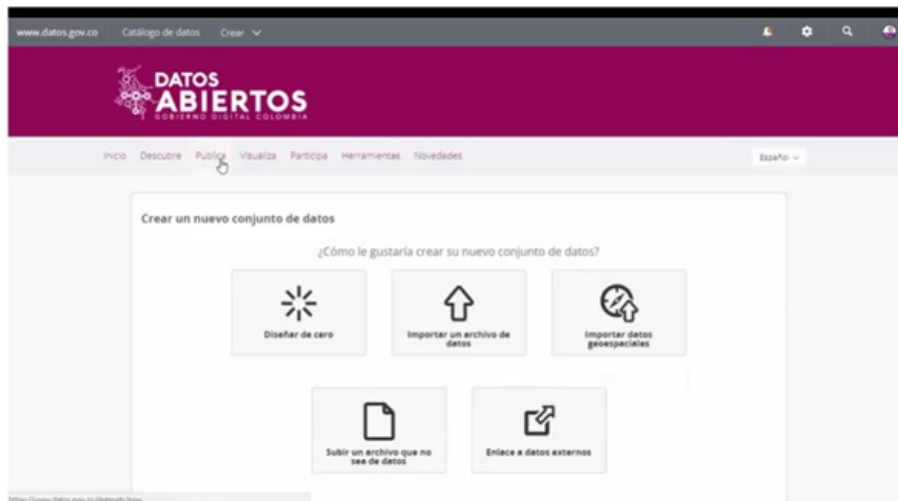 www.datos.gov.co Catálogo de datos Crear
DATOS
ABIERTOS
GOBIERNO DIGITAL COLOMBIA
Inicio Descubre Publica Visualiza Participa Herramientas Novedades Español
Crear un nuevo conjunto de datos
¿Cómo le gustaría crear su nuevo conjunto de datos?
Diseñar de cero
Importar un archivo de
datos
Importar datos
geoespaciales
Subir un archivo que no
sea de datos
Enlace a datos externos